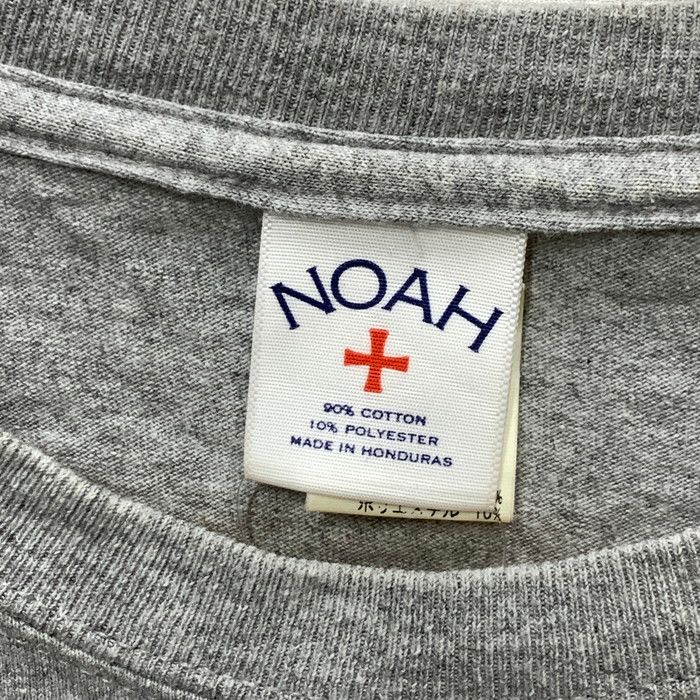 NOAH
90% COTTON
10% POLYESTER
MADE IN HONDURAS
ポリエステル 10%